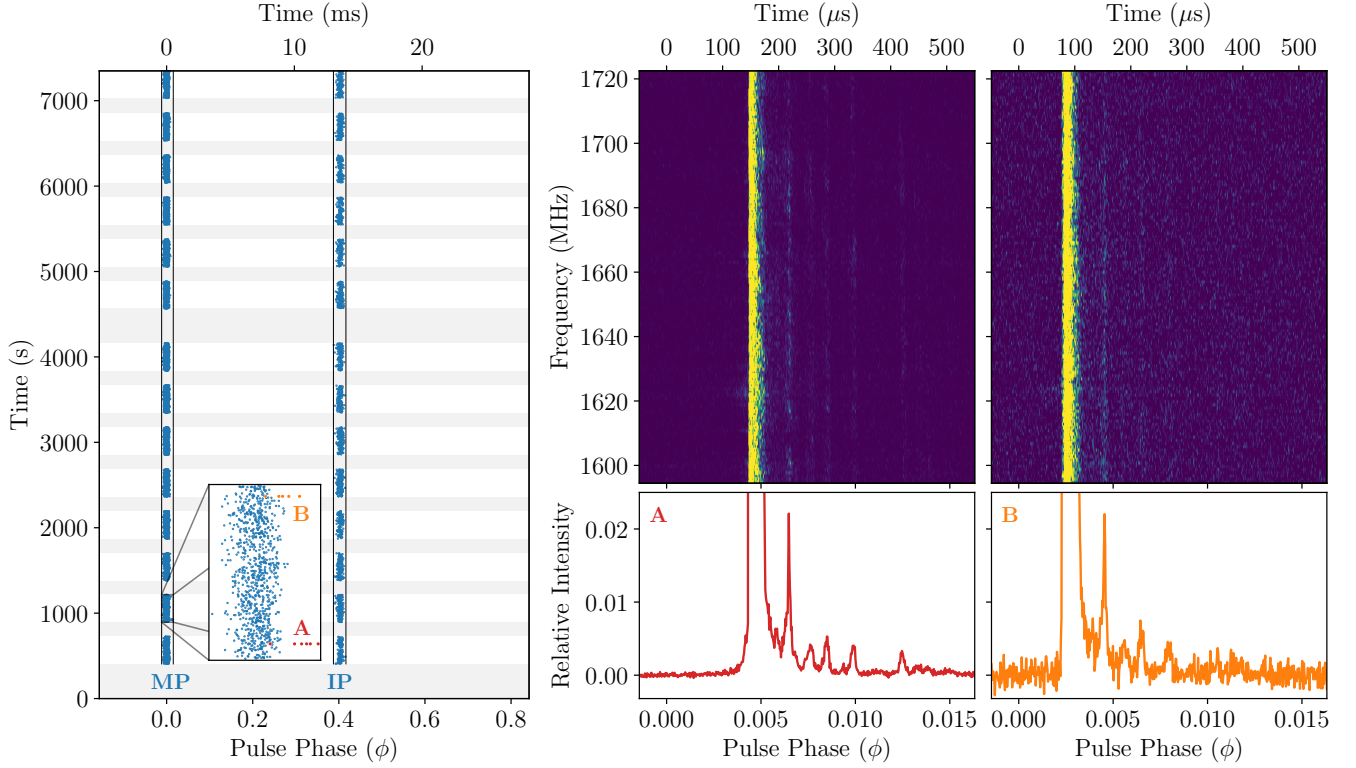 Time (ms)
0 10 20
Time (s)
7000
6000
5000
4000
3000
2000
1000
0
B
A
MP IP
0.0 0.2 0.4 0.6 0.8
Pulse Phase (ϕ)
Time (μs)
0 100 200 300 400 500
Frequency (MHz)
1720
1700
1680
1660
1640
1620
1600
Relative Intensity
0.02
0.01
0.00
A
0.000 0.005 0.010 0.015
Pulse Phase (ϕ)
Time (μs)
0 100 200 300 400 500
B
0.000 0.005 0.010 0.015
Pulse Phase (ϕ)